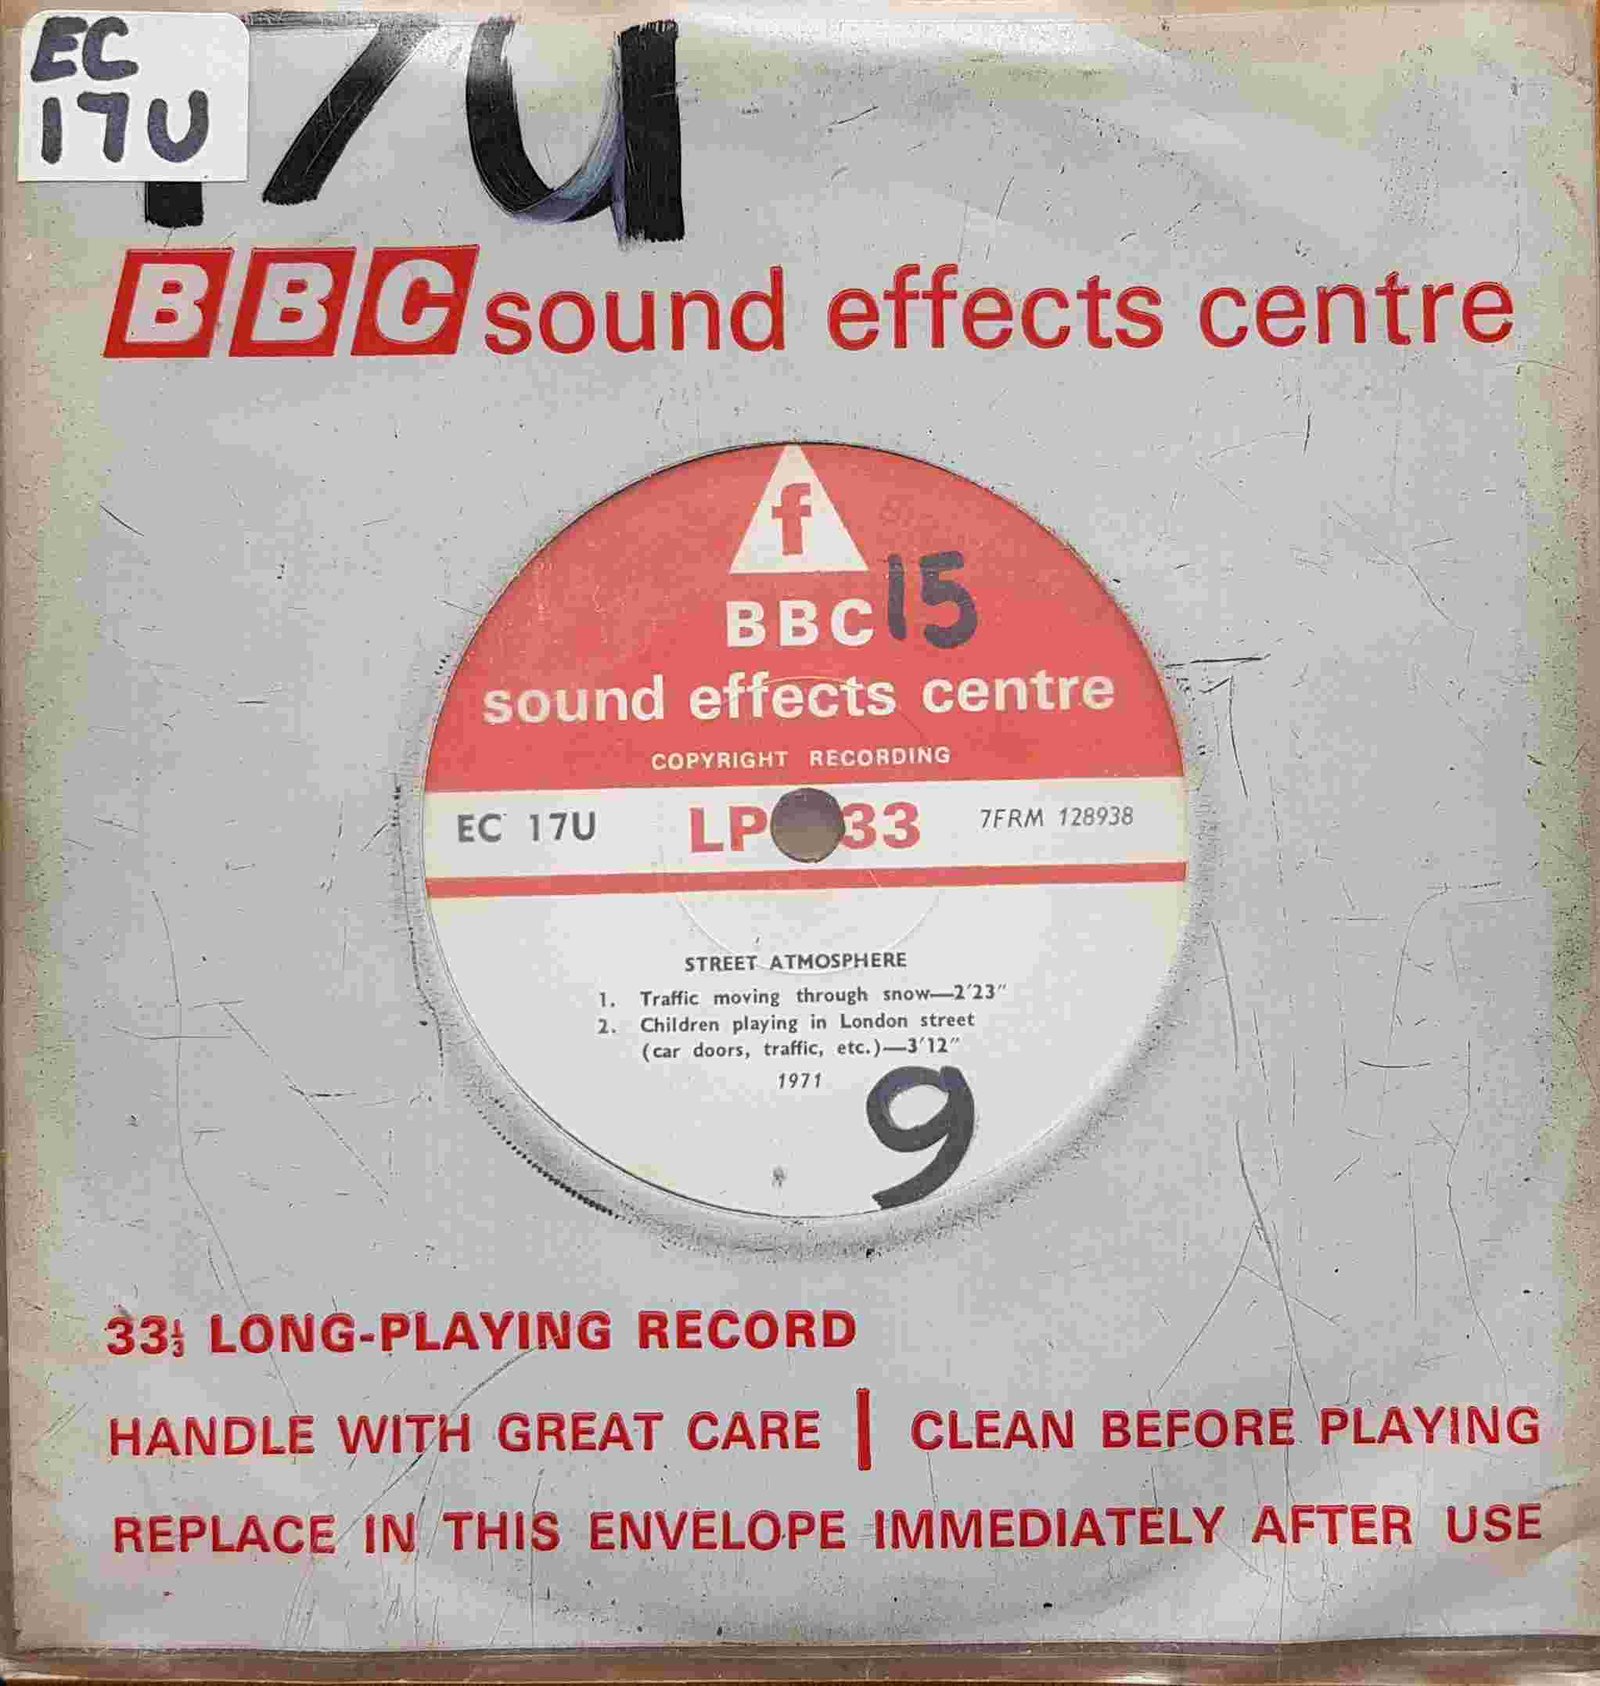 EC
17U
17U
BBC sound effects centre
f
BBC 15
sound effects centre
COPYRIGHT RECORDING
EC 17U LP 33 7FRM 128938
STREET ATMOSPHERE
1. Traffic moving through snow—2′23″
2. Children playing in London street
(car doors, traffic, etc.)—3′12″
1971
9
33⅓ LONG-PLAYING RECORD
HANDLE WITH GREAT CARE | CLEAN BEFORE PLAYING
REPLACE IN THIS ENVELOPE IMMEDIATELY AFTER USE